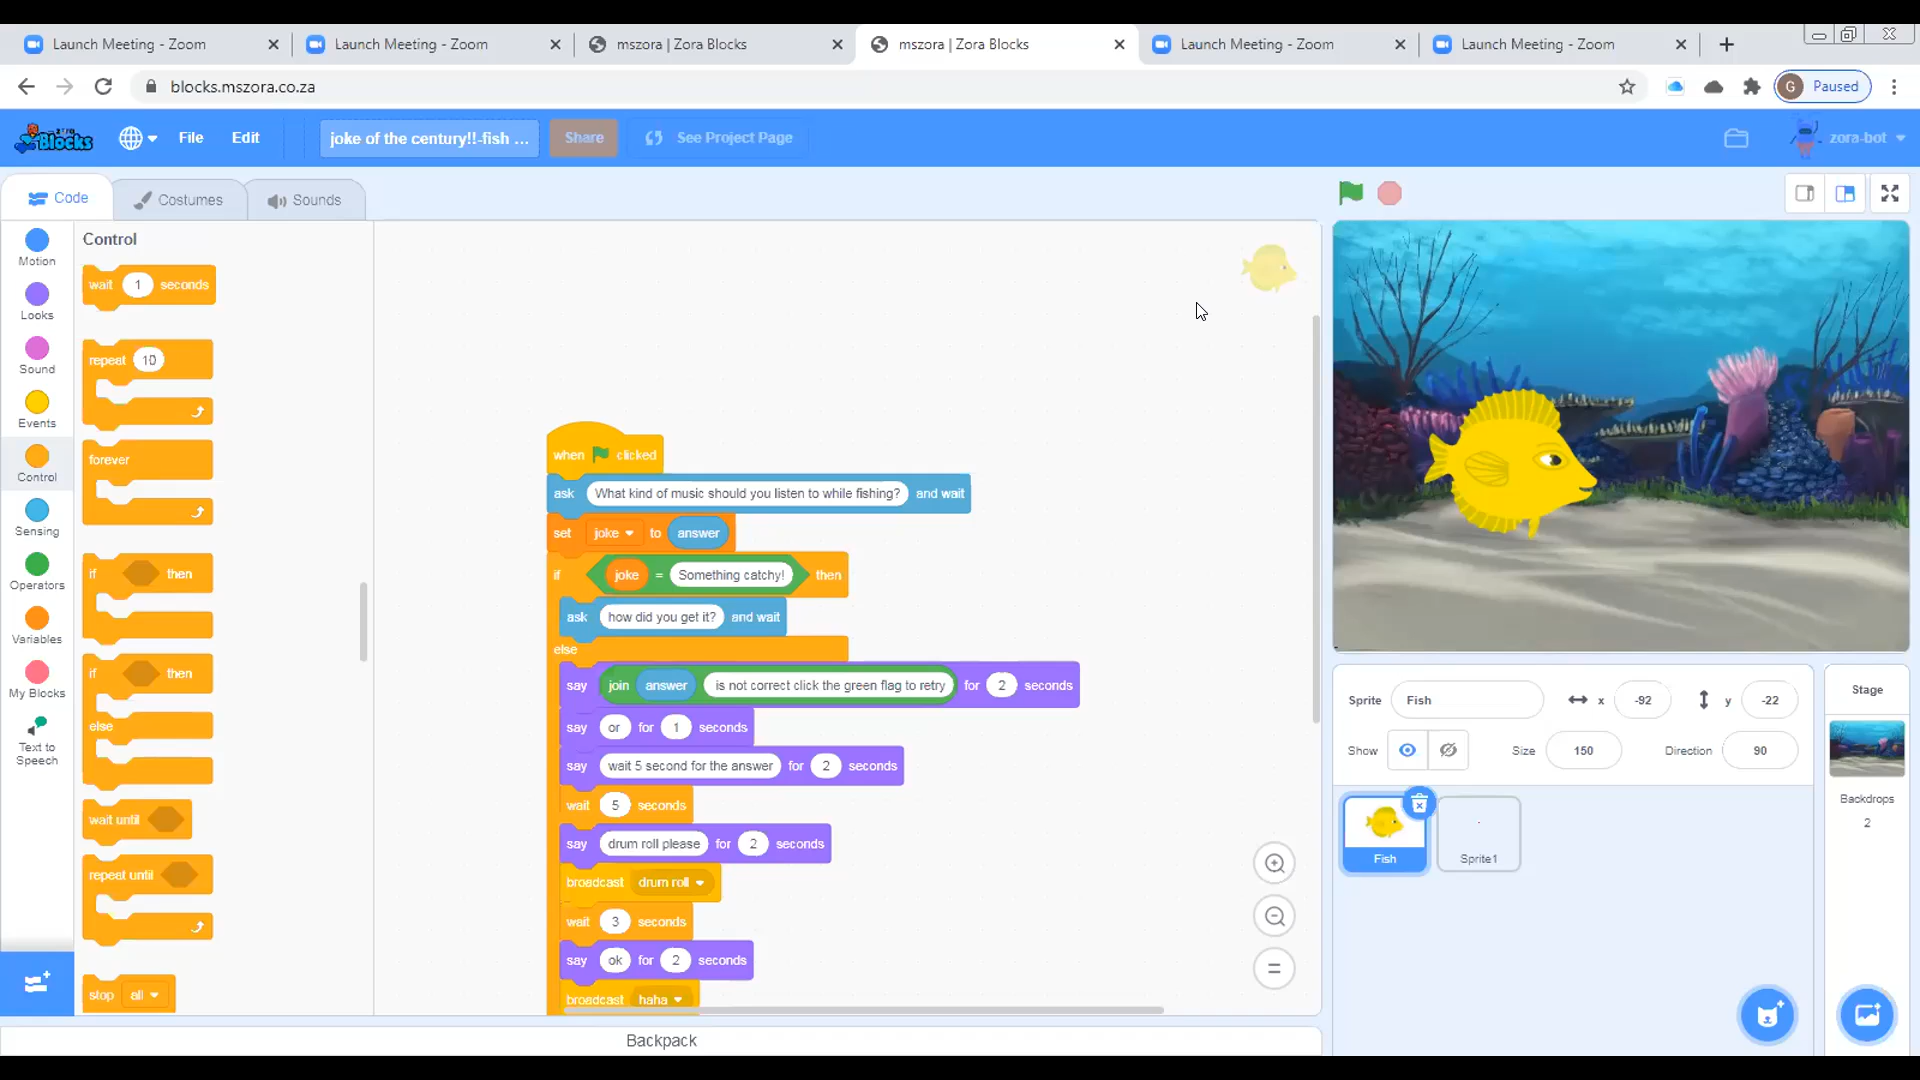 Launch Meeting - Zoom
Launch Meeting - Zoom
mszora | Zora Blocks
mszora | Zora Blocks
Launch Meeting - Zoom
Launch Meeting - Zoom
blocks.mszora.co.za
G Paused
Blocks
File
Edit
joke of the century!!-fish ...
Share
See Project Page
zora-bot
Code
Costumes
Sounds
Motion
Looks
Sound
Events
Control
Sensing
Operators
Variables
My Blocks
Text to
Speech
Control
wait 1 seconds
repeat 10
forever
if then
if then
else
wait until
repeat until
stop all
when clicked
ask What kind of music should you listen to while fishing? and wait
set joke to answer
if joke = Something catchy! then
ask how did you get it? and wait
else
say join answer is not correct click the green flag to retry for 2 seconds
say or for 1 seconds
say wait 5 second for the answer for 2 seconds
wait 5 seconds
say drum roll please for 2 seconds
broadcast drum roll
wait 3 seconds
say ok for 2 seconds
broadcast haha
Backpack
Sprite Fish x -92 y -22
Show Size 150 Direction 90
Fish
Sprite1
Stage
Backdrops
2